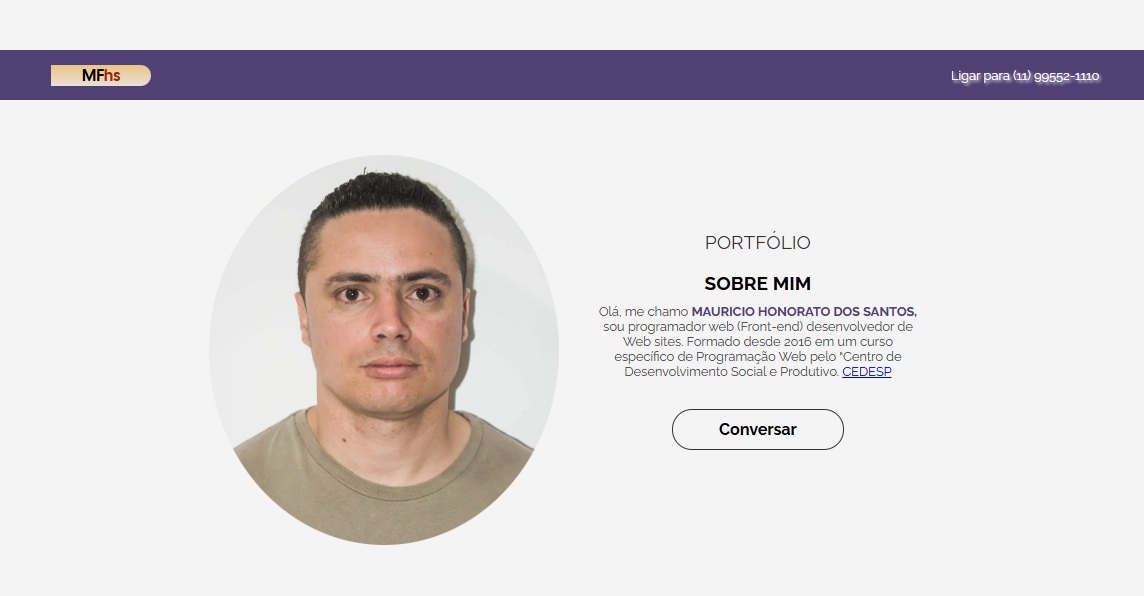 MFhs
Ligar para (11) 99552-1110
PORTFÓLIO
SOBRE MIM
Olá, me chamo MAURICIO HONORATO DOS SANTOS,
sou programador web (Front-end) desenvolvedor de
Web sites. Formado desde 2016 em um curso
específico de Programação Web pelo "Centro de
Desenvolvimento Social e Produtivo. CEDESP
Conversar